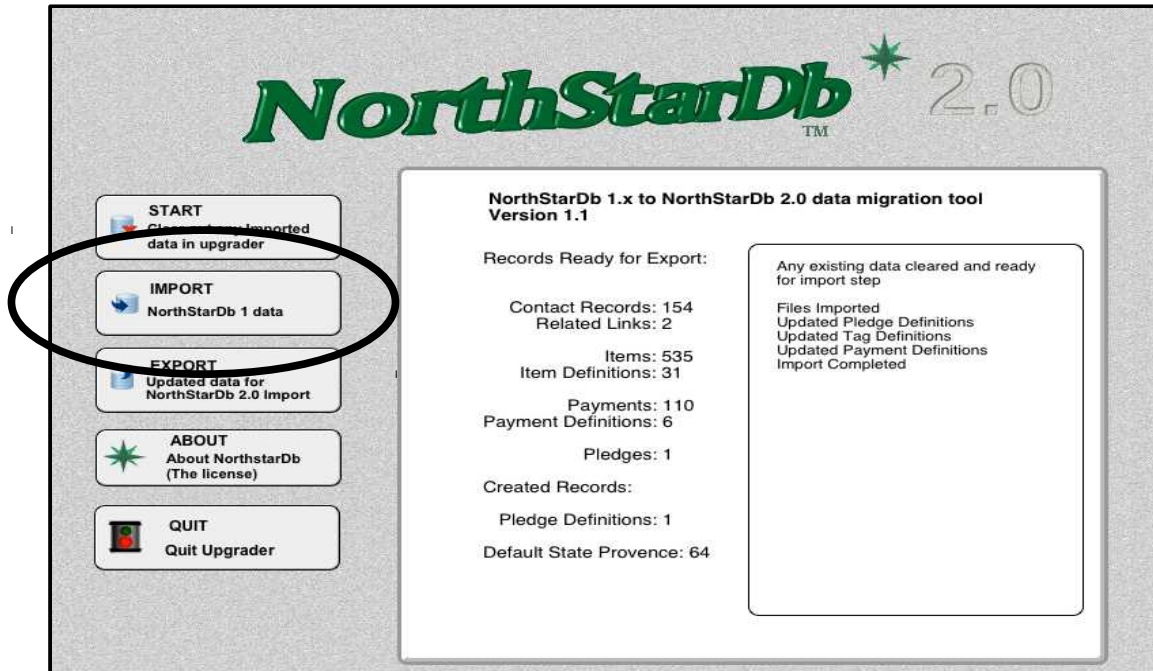 NorthStarDb 2.0
TM
START
Clear out any Imported
data in upgrader
IMPORT
NorthStarDb 1 data
EXPORT
Updated data for
NorthStarDb 2.0 Import
ABOUT
About NorthstarDb
(The license)
QUIT
Quit Upgrader
NorthStarDb 1.x to NorthStarDb 2.0 data migration tool
Version 1.1
Records Ready for Export:
Contact Records: 154
Related Links: 2
Items: 535
Item Definitions: 31
Payments: 110
Payment Definitions: 6
Pledges: 1
Created Records:
Pledge Definitions: 1
Default State Provence: 64
Any existing data cleared and ready
for import step
Files Imported
Updated Pledge Definitions
Updated Tag Definitions
Updated Payment Definitions
Import Completed